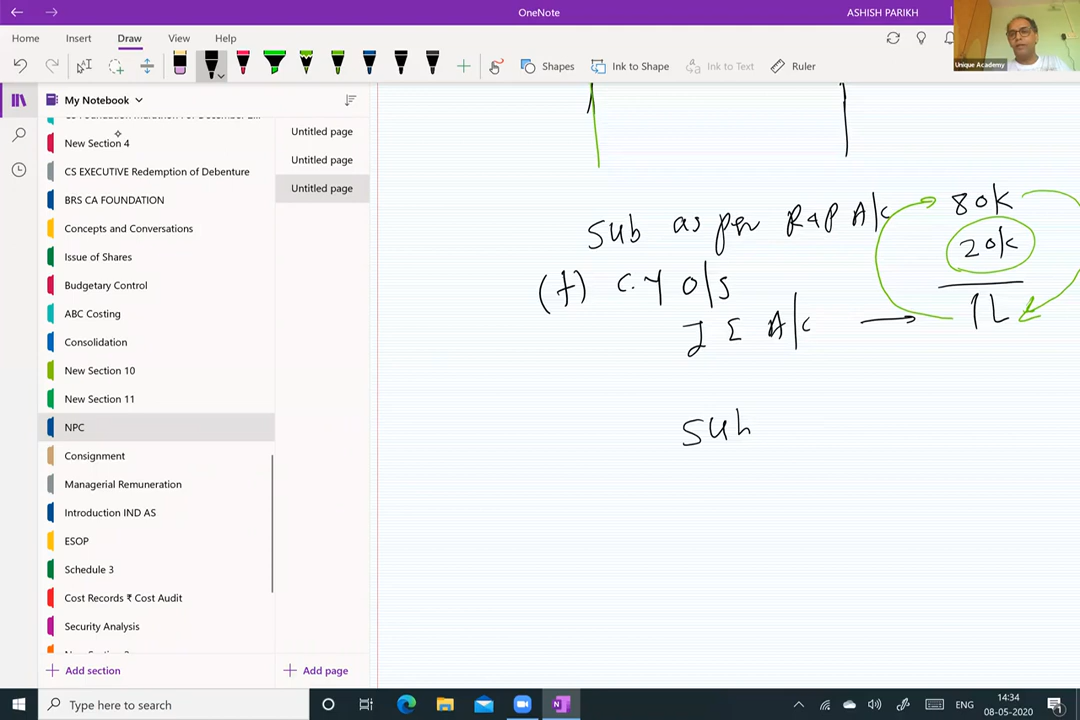 OneNote
ASHISH PARIKH
Home Insert Draw View Help
Shapes Ink to Shape Ink to Text Ruler
Unique Academy
My Notebook
New Section 4
CS EXECUTIVE Redemption of Debenture
BRS CA FOUNDATION
Concepts and Conversations
Issue of Shares
Budgetary Control
ABC Costing
Consolidation
New Section 10
New Section 11
NPC
Consignment
Managerial Remuneration
Introduction IND AS
ESOP
Schedule 3
Cost Records ₹ Cost Audit
Security Analysis
Add section
Untitled page
Untitled page
Untitled page
Add page
Sub as per R&P A/c 80k
20k
(+) C.Y O/S
I E A/c 1L
Sub
Type here to search
ENG
14:34
08-05-2020
1